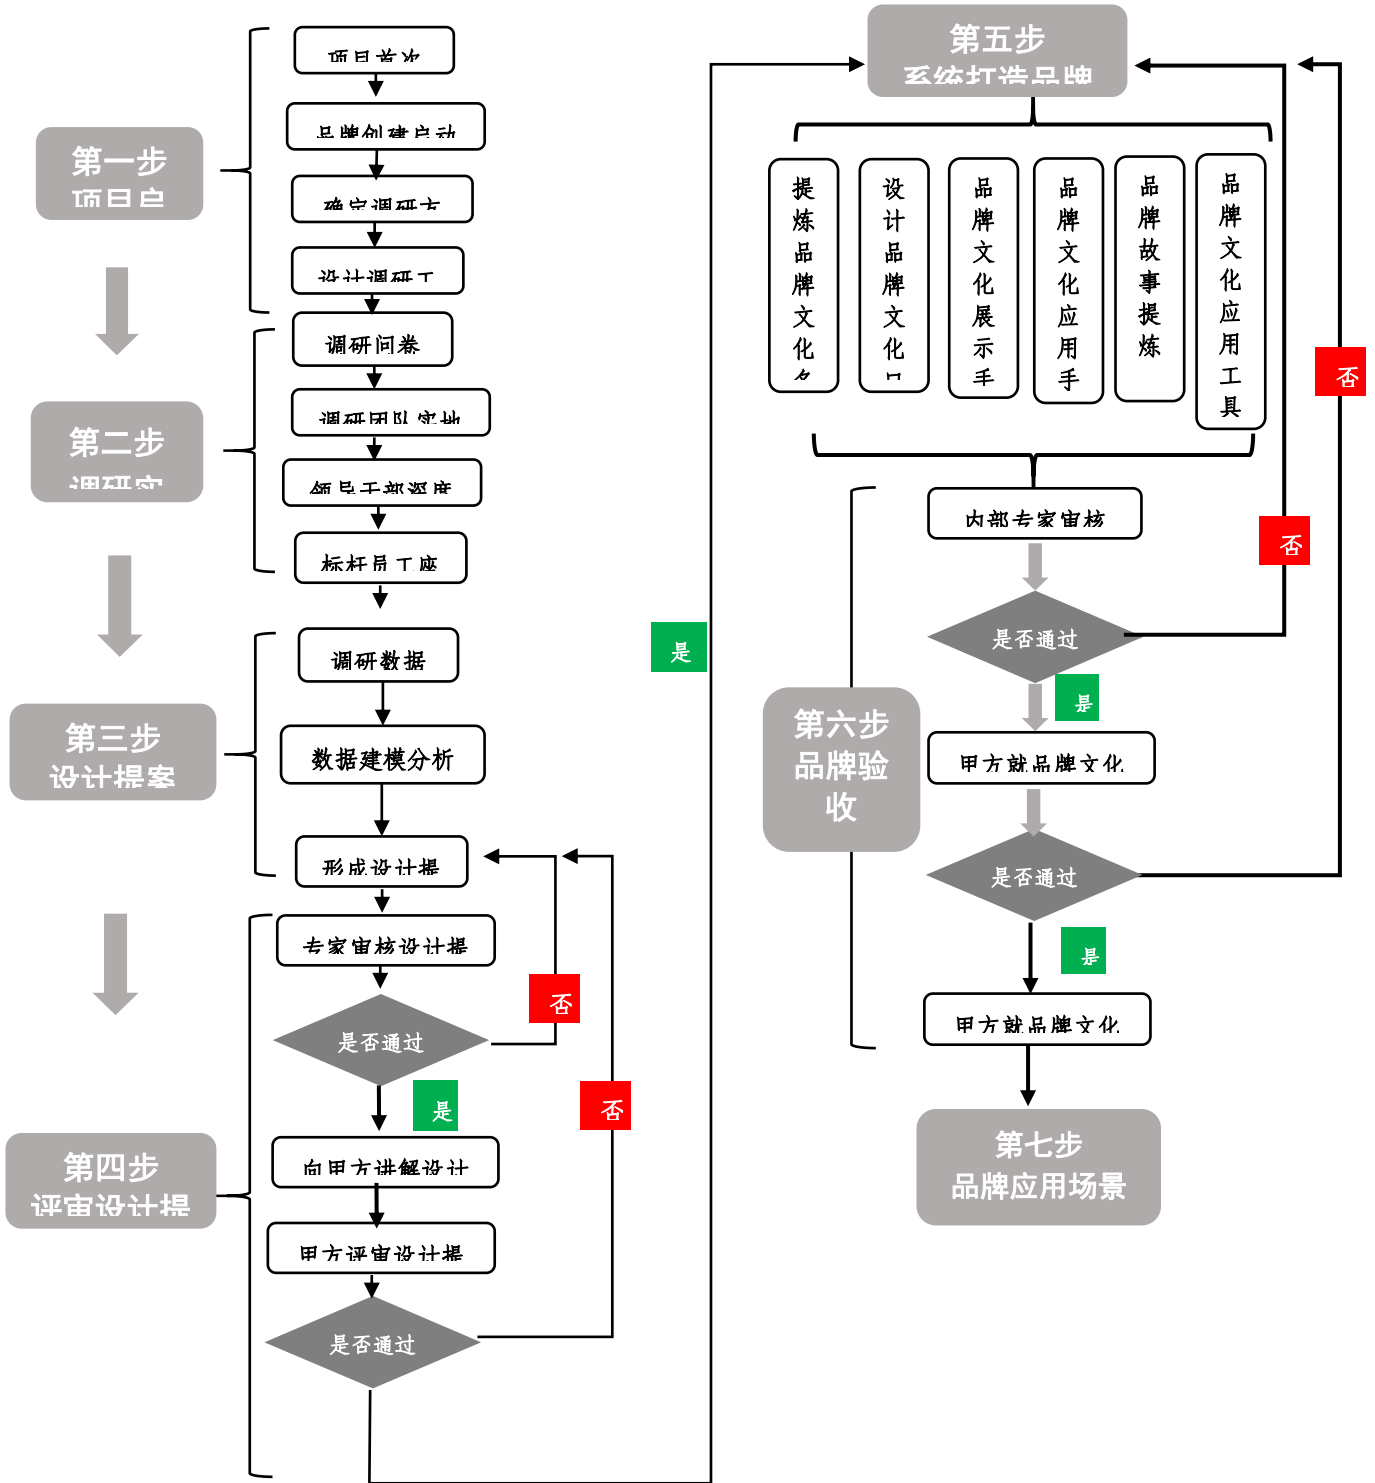 第一步
项目启
项目首次
品牌创建启动
确定调研方
设计调研工
第二步
调研实
调研问卷
调研团队实地
领导干部深度
标杆员工座
第三步
设计提案
调研数据
数据建模分析
形成设计提
第四步
评审设计提
专家审核设计提
是否通过
否
是
向甲方讲解设计
甲方评审设计提
是否通过
否
是
第五步
系统打造品牌
提炼品牌文化名
设计品牌文化口
品牌文化展示手
品牌文化应用手
品牌故事提炼
品牌文化应用工具
第六步
品牌验
收
内部专家审核
是否通过
否
是
甲方就品牌文化
是否通过
否
是
甲方就品牌文化
第七步
品牌应用场景